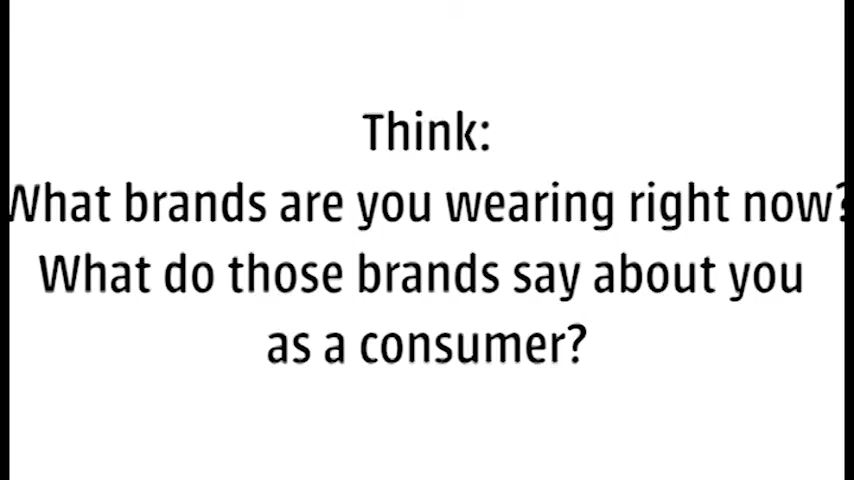 Think:
What brands are you wearing right now?
What do those brands say about you
as a consumer?